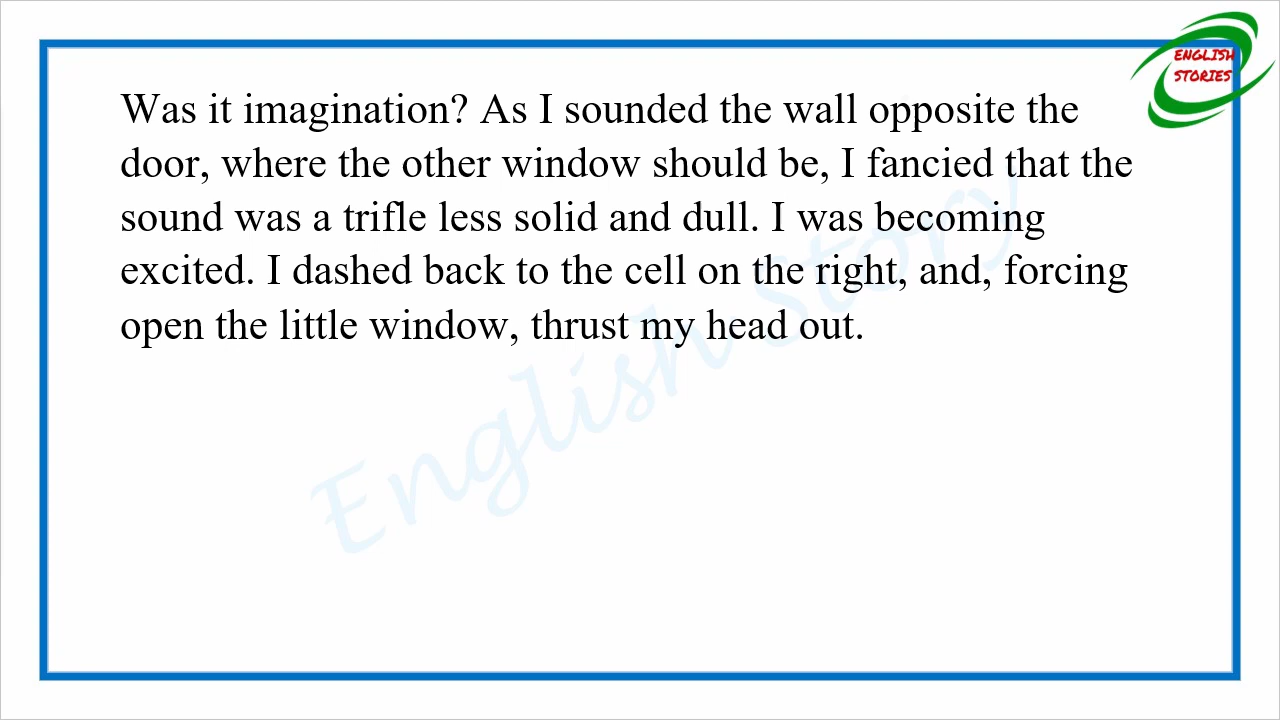 ENGLISH
STORIES
Was it imagination? As I sounded the wall opposite the
door, where the other window should be, I fancied that the
sound was a trifle less solid and dull. I was becoming
excited. I dashed back to the cell on the right, and, forcing
open the little window, thrust my head out.
English Story